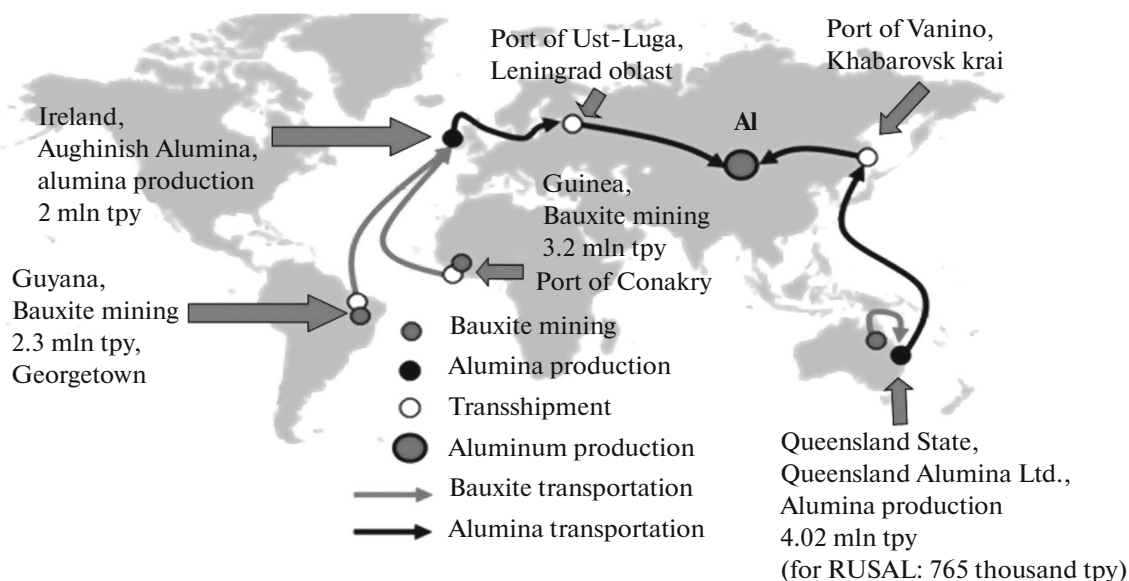 Port of Ust-Luga,
Leningrad oblast
Port of Vanino,
Khabarovsk krai
Ireland,
Aughinish Alumina,
alumina production
2 mln tpy
Al
Guinea,
Bauxite mining
3.2 mln tpy
Port of Conakry
Guyana,
Bauxite mining
2.3 mln tpy,
Georgetown
Bauxite mining
Alumina production
Transshipment
Aluminum production
Bauxite transportation
Alumina transportation
Queensland State,
Queensland Alumina Ltd.,
Alumina production
4.02 mln tpy
(for RUSAL: 765 thousand tpy)